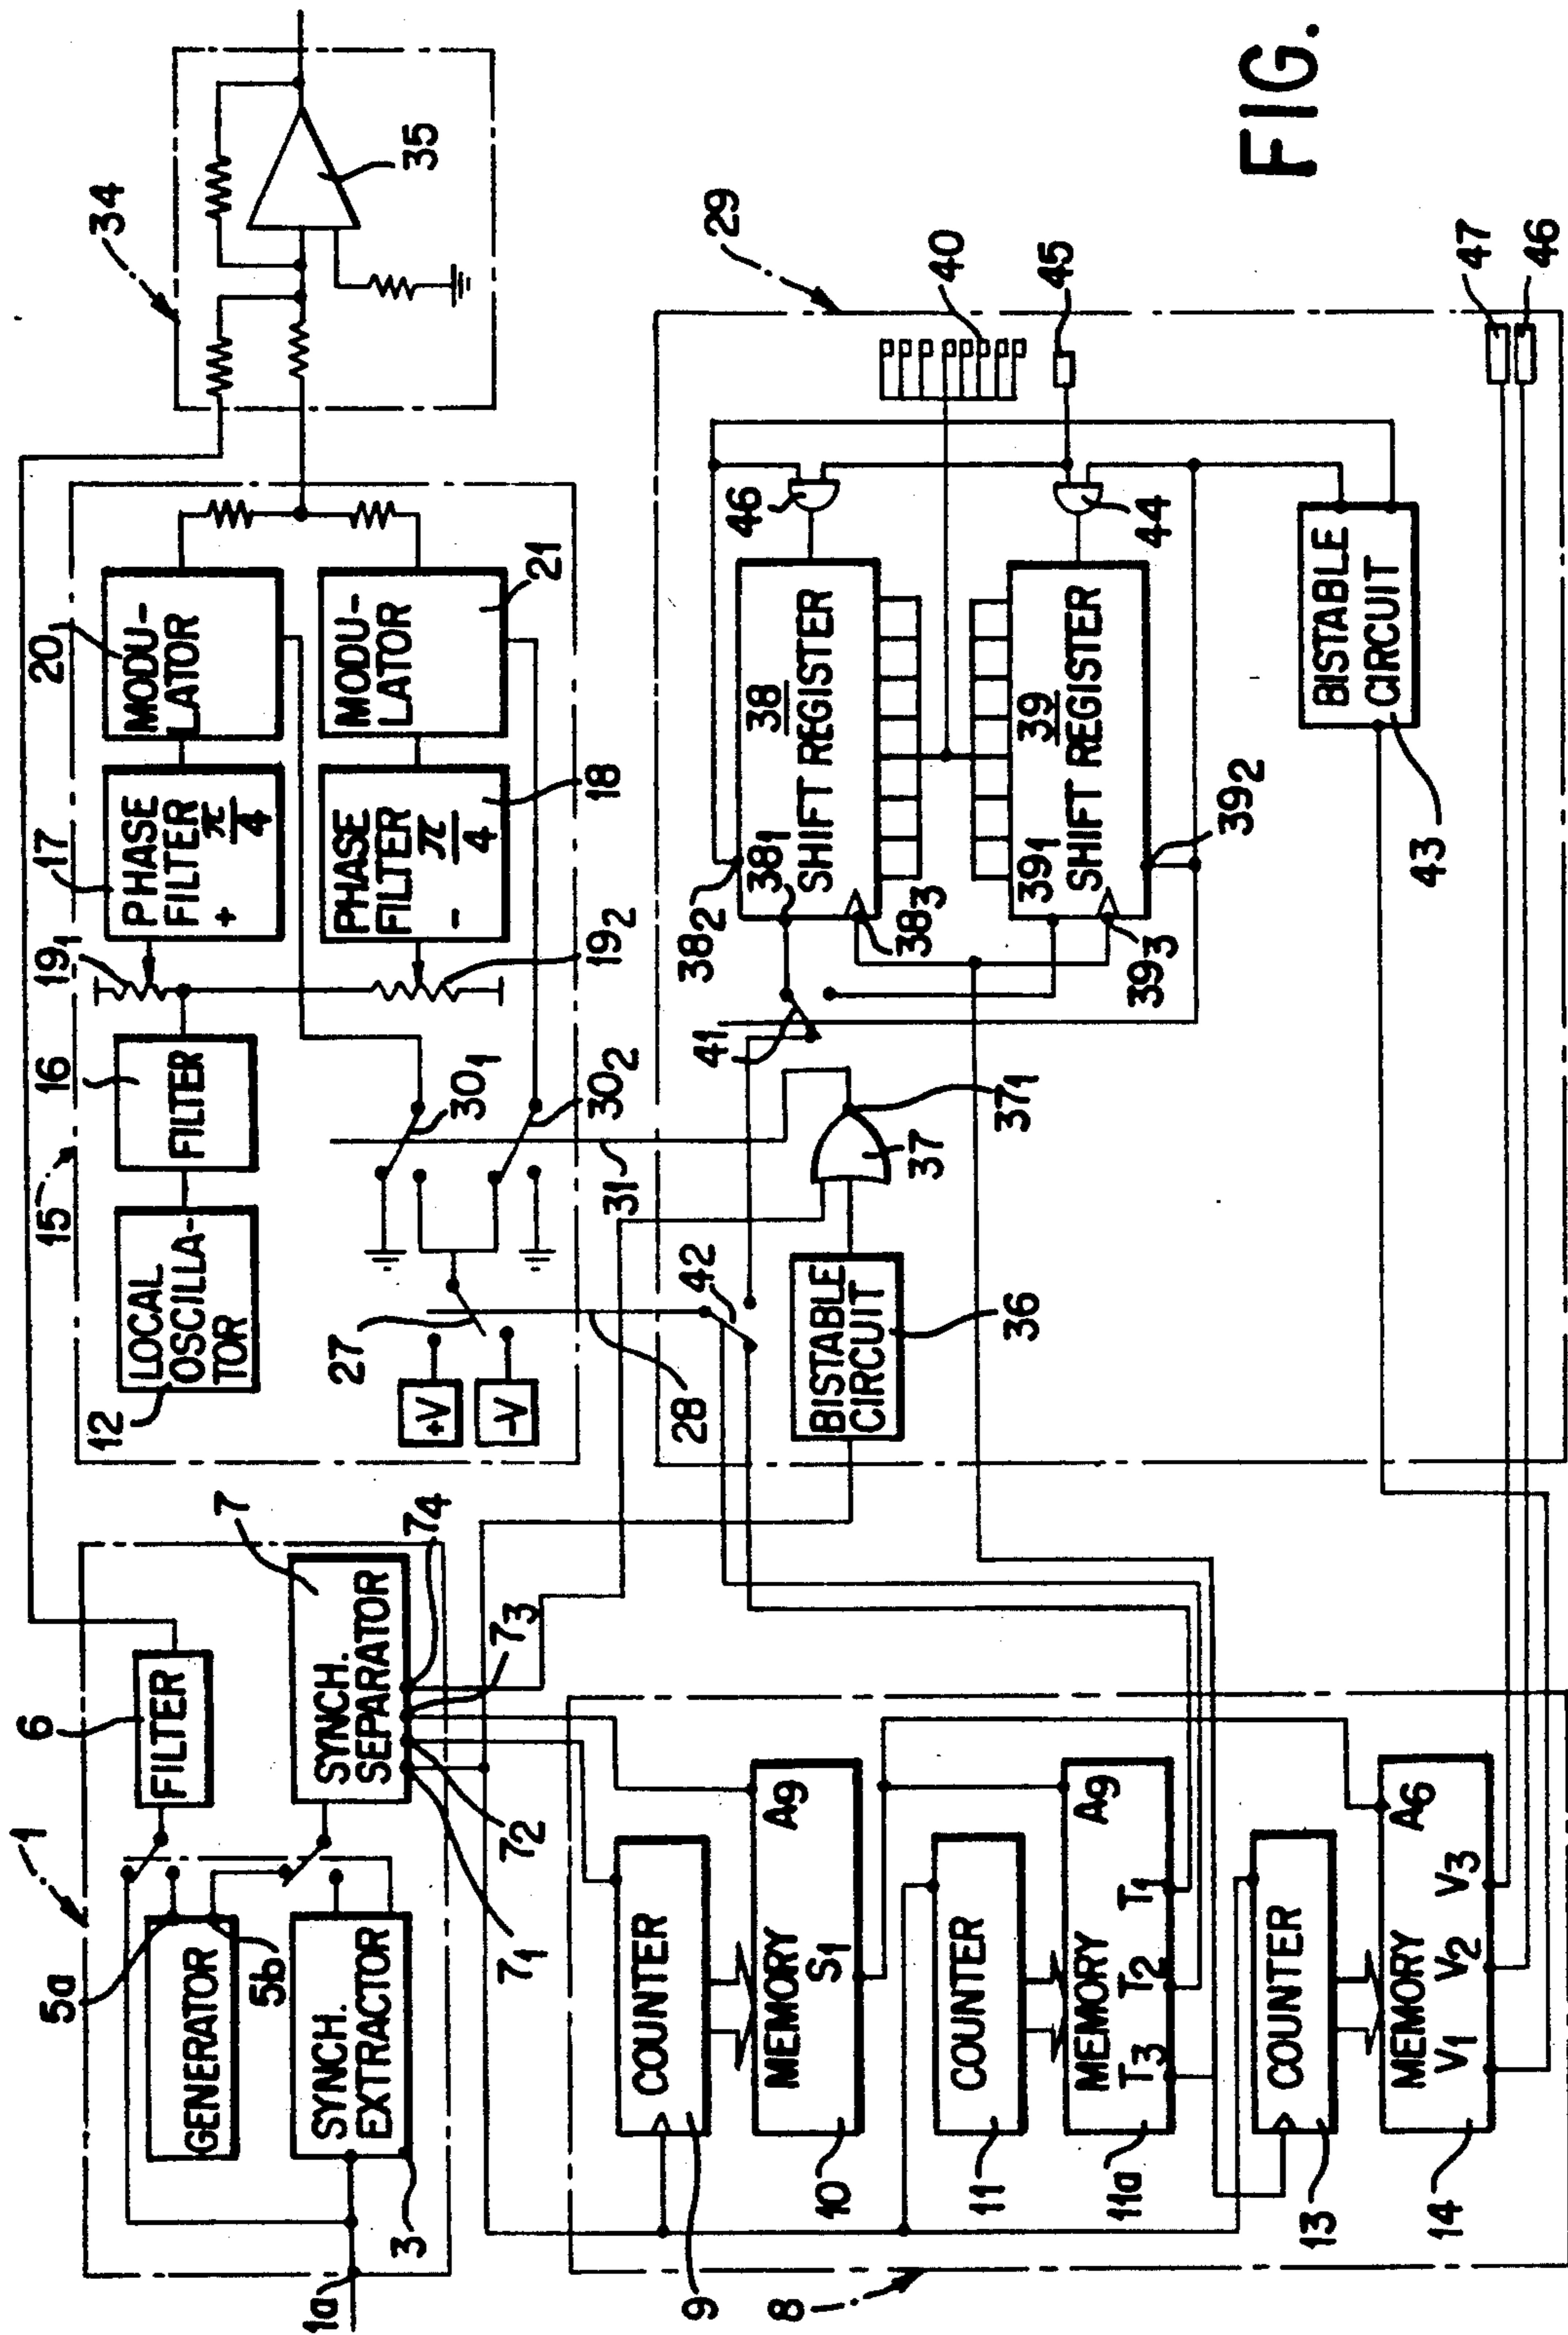 FIG.
1
1a
3
5a
GENERATOR
5b
SYNCH.
EXTRACTOR
6
FILTER
7
SYNCH.
SEPARATOR
7₁
7₂
7₃
7₄
15
12
LOCAL
OSCILLA-
TOR
16
FILTER
19₁
19₂
17
PHASE
FILTER π/4
+
PHASE
FILTER π/4
-
18
20₁
MODU-
LATOR
MODU-
LATOR
21
27
+V
-V
28
30₁
30₂
31
34
35
8
9
COUNTER
10
MEMORY
S₁
A9
11
COUNTER
11a
MEMORY
T₃
T₂
T₁
A9
13
COUNTER
14
MEMORY
V₁
V₂
V₃
A6
29
42
BISTABLE
CIRCUIT
36
37
37₁
41
38₂
38₁
38
SHIFT REGISTER
38₃
39₁
39
SHIFT REGISTER
39₃
39₂
46
44
40
45
BISTABLE
CIRCUIT
43
47
46